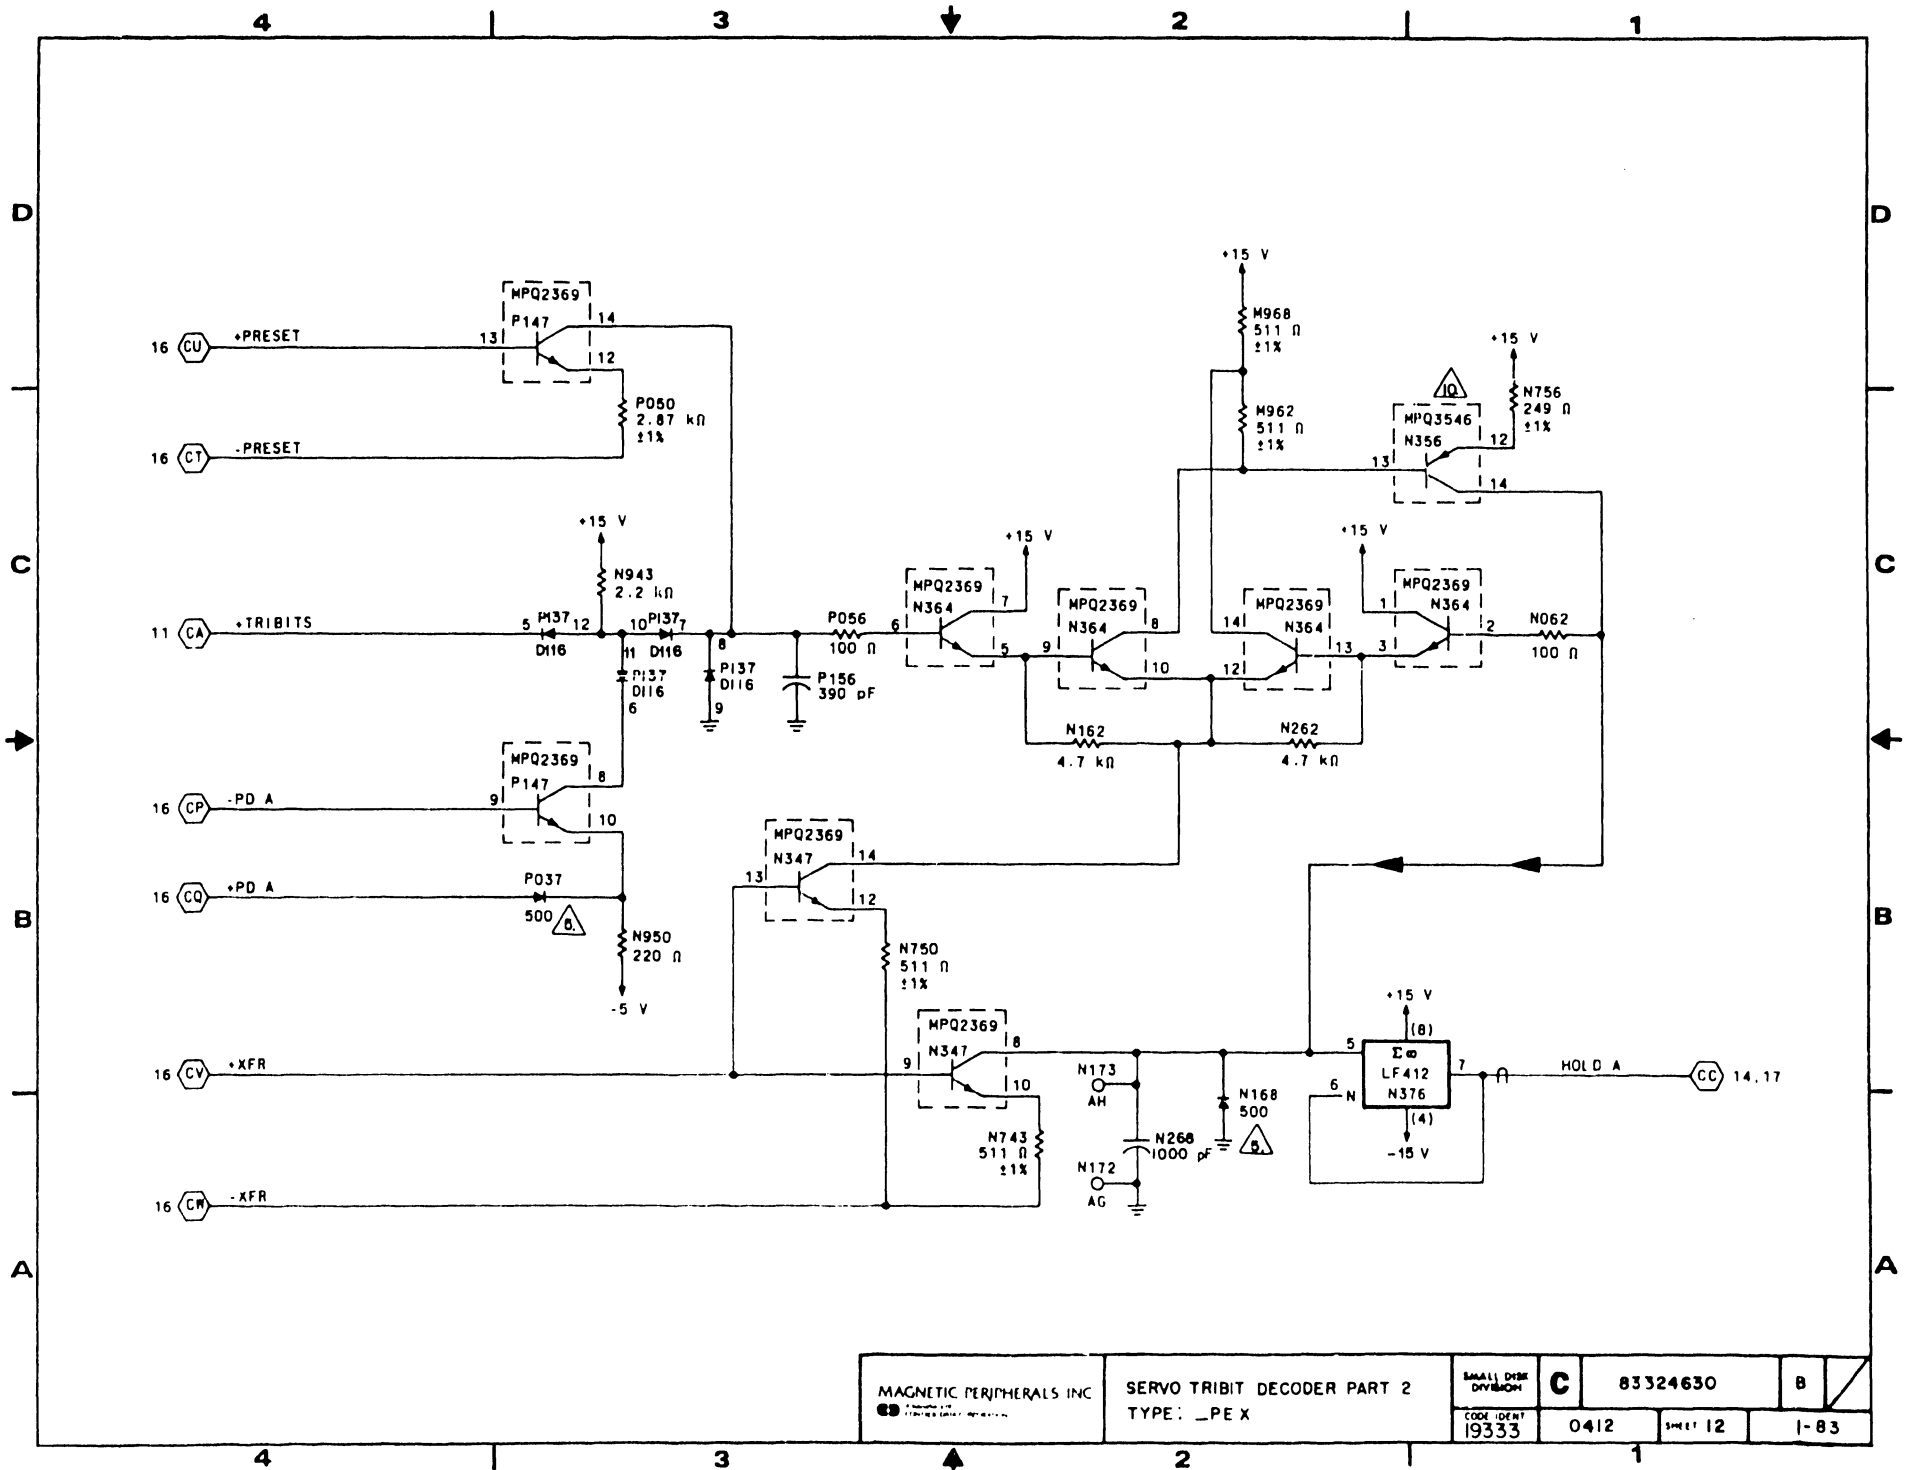 4 3 2 1
D D
+15 V
MPQ2369
P147
14
13
12
16 CU +PRESET
M968
511 Ω
±1%
+15 V
P050
2.87 kΩ
±1%
16 CT -PRESET
M962
511 Ω
±1%
10
N756
249 Ω
±1%
MPQ3546
N356
12
13
14
+15 V
N943
2.2 kΩ
C C
+15 V
+15 V
11 CA +TRIBITS
5 P137 12
D116
10 P137 7
D116
11
P137
D116
6
8
P137
D116
9
P156
390 pF
P056
100 Ω
6
MPQ2369
N364
7
5
9
MPQ2369
N364
8
10
MPQ2369
N364
14
12
13
MPQ2369
N364
1
3
2
N062
100 Ω
N162
4.7 kΩ
N262
4.7 kΩ
MPQ2369
P147
8
9
10
16 CP -PD A
16 CQ +PD A
P037
500 5.
N950
220 Ω
-5 V
MPQ2369
N347
14
13
12
B B
N750
511 Ω
±1%
MPQ2369
N347
8
9
10
16 CV +XFR
N743
511 Ω
±1%
16 CW -XFR
N173
AH
N172
AG
N268
1000 pF
N168
500
5.
+15 V
(8)
5
Σ∞
LF412
N376
6 N
7
(4)
-15 V
HOLD A
CC 14,17
A A
MAGNETIC PERIPHERALS INC
SERVO TRIBIT DECODER PART 2
TYPE: _PEX
SMALL DISK
DIVISION
C
83324630
B
CODE IDENT
19333
0412
SHEET 12
1-83
4 3 2 1